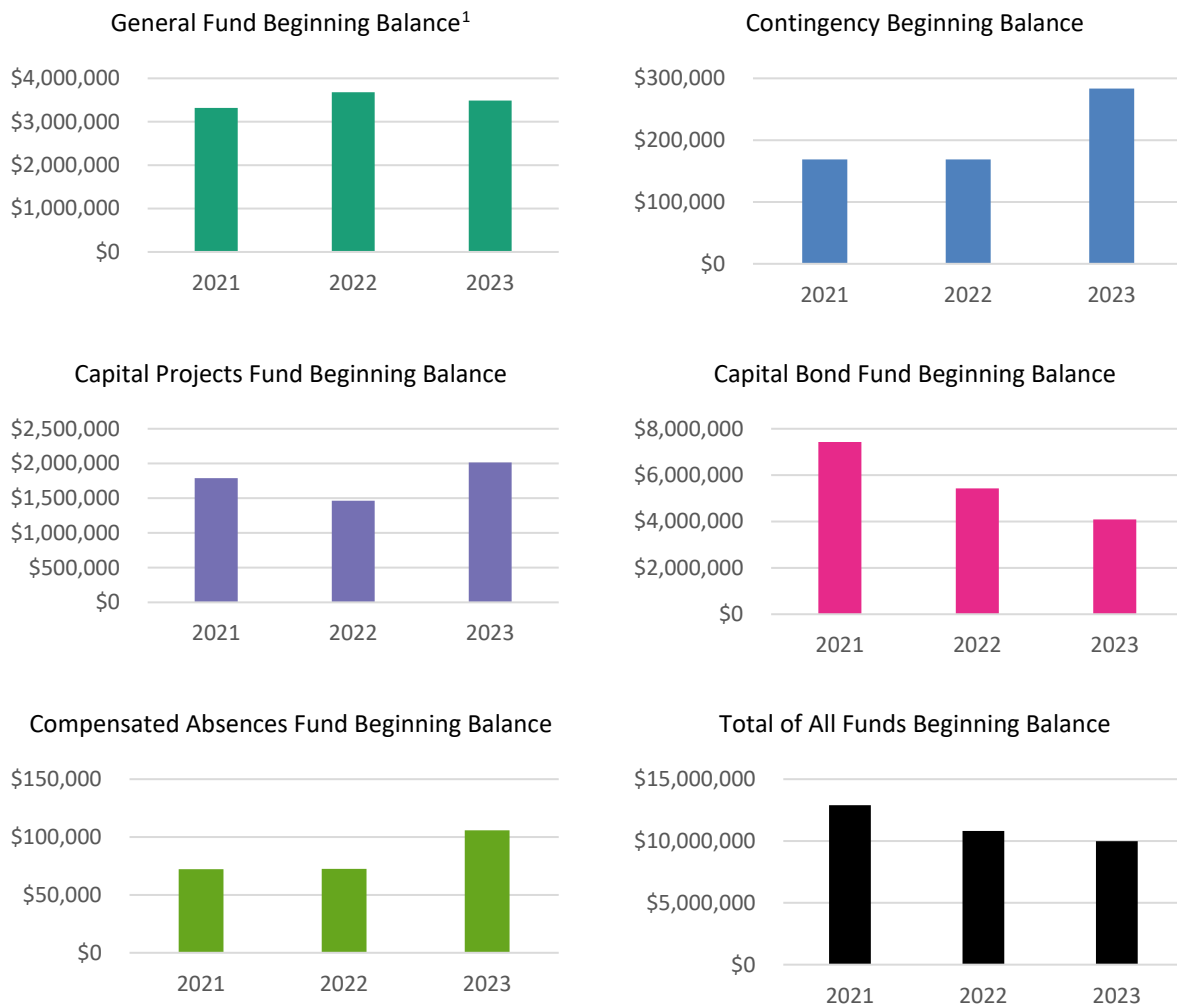 General Fund Beginning Balance¹
$4,000,000
$3,000,000
$2,000,000
$1,000,000
$0
2021 2022 2023
Contingency Beginning Balance
$300,000
$200,000
$100,000
$0
2021 2022 2023
Capital Projects Fund Beginning Balance
$2,500,000
$2,000,000
$1,500,000
$1,000,000
$500,000
$0
2021 2022 2023
Capital Bond Fund Beginning Balance
$8,000,000
$6,000,000
$4,000,000
$2,000,000
$0
2021 2022 2023
Compensated Absences Fund Beginning Balance
$150,000
$100,000
$50,000
$0
2021 2022 2023
Total of All Funds Beginning Balance
$15,000,000
$10,000,000
$5,000,000
$0
2021 2022 2023